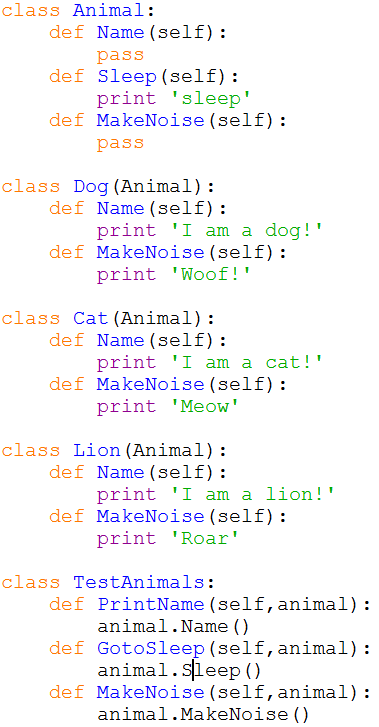 class Animal:
    def Name(self):
        pass
    def Sleep(self):
        print 'sleep'
    def MakeNoise(self):
        pass

class Dog(Animal):
    def Name(self):
        print 'I am a dog!'
    def MakeNoise(self):
        print 'Woof!'

class Cat(Animal):
    def Name(self):
        print 'I am a cat!'
    def MakeNoise(self):
        print 'Meow'

class Lion(Animal):
    def Name(self):
        print 'I am a lion!'
    def MakeNoise(self):
        print 'Roar'

class TestAnimals:
    def PrintName(self,animal):
        animal.Name()
    def GotoSleep(self,animal):
        animal.Sleep()
    def MakeNoise(self,animal):
        animal.MakeNoise()